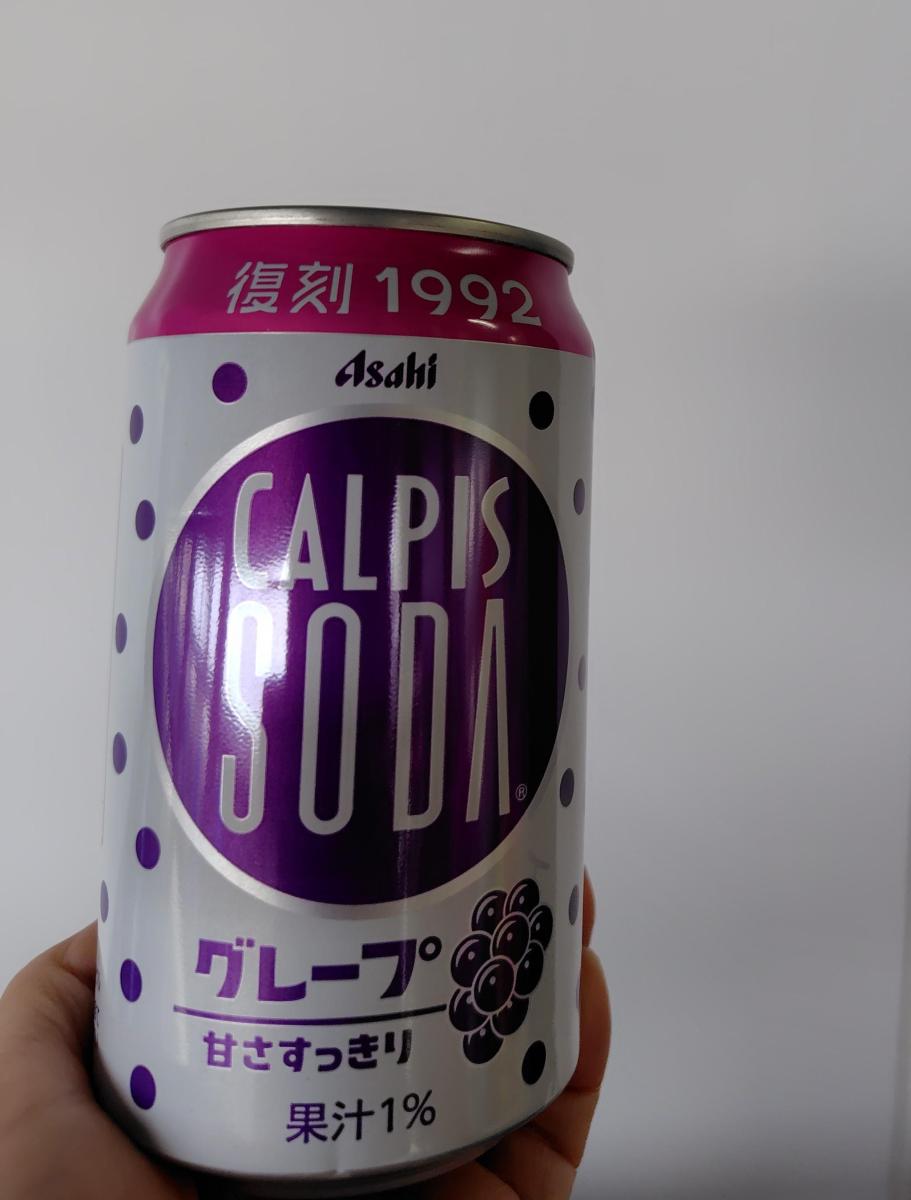 復刻 1992
Asahi
CALPIS
SODA®
グレープ
甘さすっきり
果汁1%